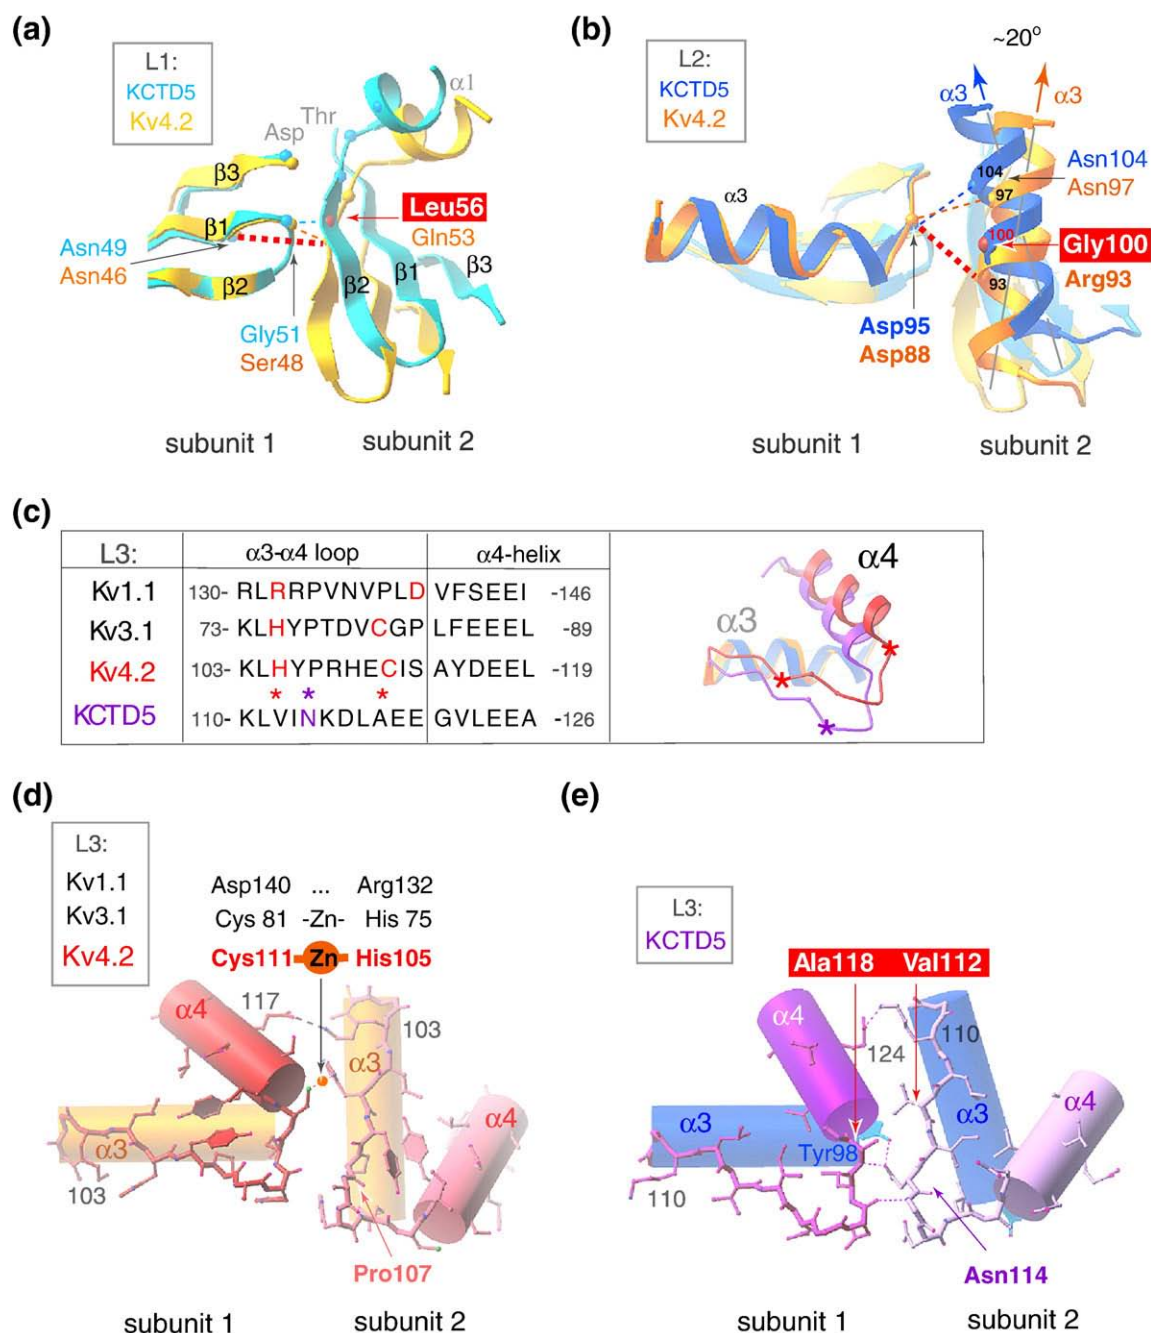 (a)
L1:
KCTD5
Kv4.2
α1
Thr
Asp
β3
Leu56
β1
Gln53
Asn49
Asn46
β2
β2
β1
β3
Gly51
Ser48
subunit 1
subunit 2
(b)
L2:
KCTD5
Kv4.2
~20°
α3
α3
α3
104
97
Asn104
Asn97
100
Gly100
93
Arg93
Asp95
Asp88
subunit 1
subunit 2
(c)
L3: α3-α4 loop α4-helix
Kv1.1 130- RLRRPVNVPLD VFSEEI -146
Kv3.1 73- KLHYPTDVCGP LFEEEL -89
Kv4.2 103- KLHYPRHECIS AYDEEL -119
* * *
KCTD5 110- KLVINKDLAEE GVLEEA -126
α4
α3
*
*
*
(d)
L3:
Kv1.1 Asp140 ... Arg132
Kv3.1 Cys 81 -Zn- His 75
Kv4.2 Cys111 Zn His105
α4
117
103
α3
α3
α4
103
Pro107
subunit 1
subunit 2
(e)
L3:
KCTD5
Ala118 Val112
α4
124
110
α3
α3
α4
Tyr98
110
Asn114
subunit 1
subunit 2